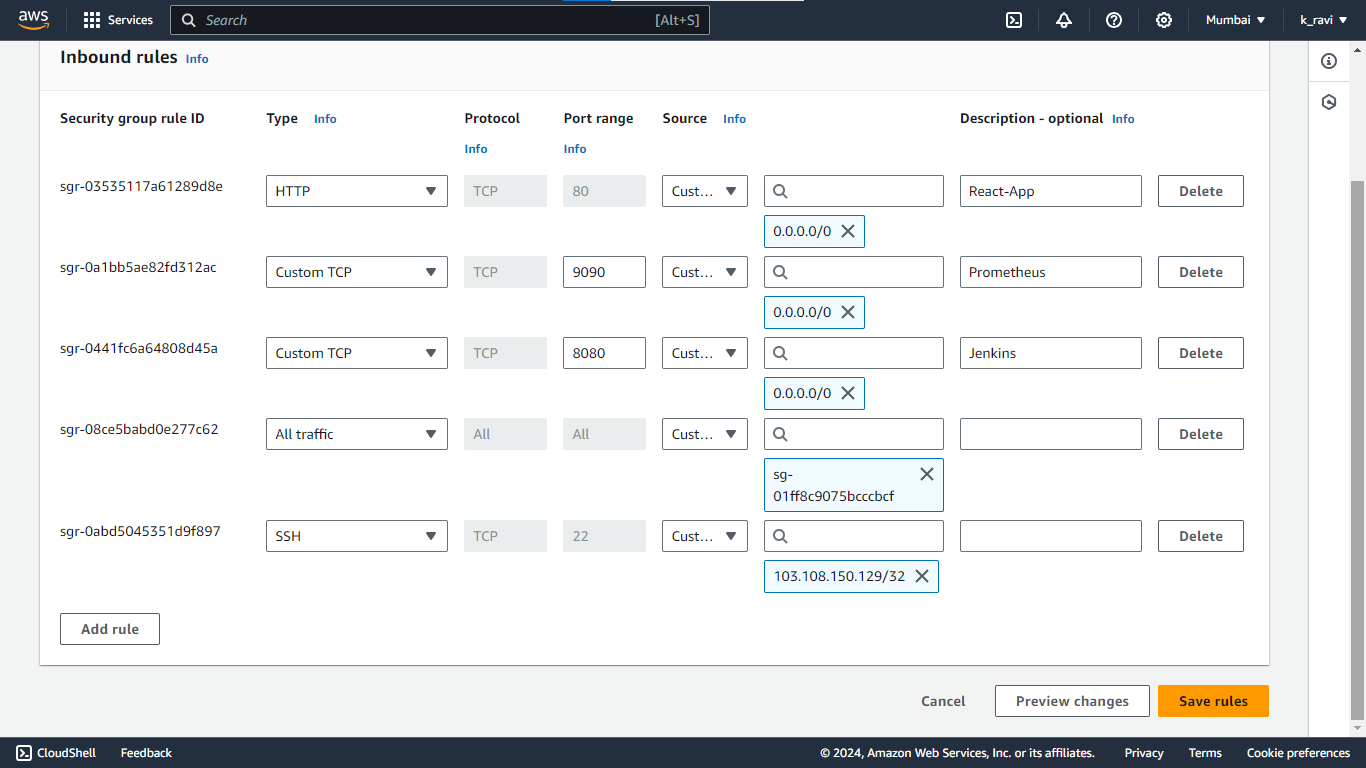 aws Services Search [Alt+S] Mumbai k_ravi
Inbound rules Info
Security group rule ID Type Info Protocol Port range Source Info Description - optional Info
Info Info
sgr-03535117a61289d8e HTTP TCP 80 Cust... React-App Delete
0.0.0.0/0
sgr-0a1bb5ae82fd312ac Custom TCP TCP 9090 Cust... Prometheus Delete
0.0.0.0/0
sgr-0441fc6a64808d45a Custom TCP TCP 8080 Cust... Jenkins Delete
0.0.0.0/0
sgr-08ce5babd0e277c62 All traffic All All Cust... Delete
sg-
01ff8c9075bcccbcf
sgr-0abd5045351d9f897 SSH TCP 22 Cust... Delete
103.108.150.129/32
Add rule
Cancel Preview changes Save rules
CloudShell Feedback © 2024, Amazon Web Services, Inc. or its affiliates. Privacy Terms Cookie preferences